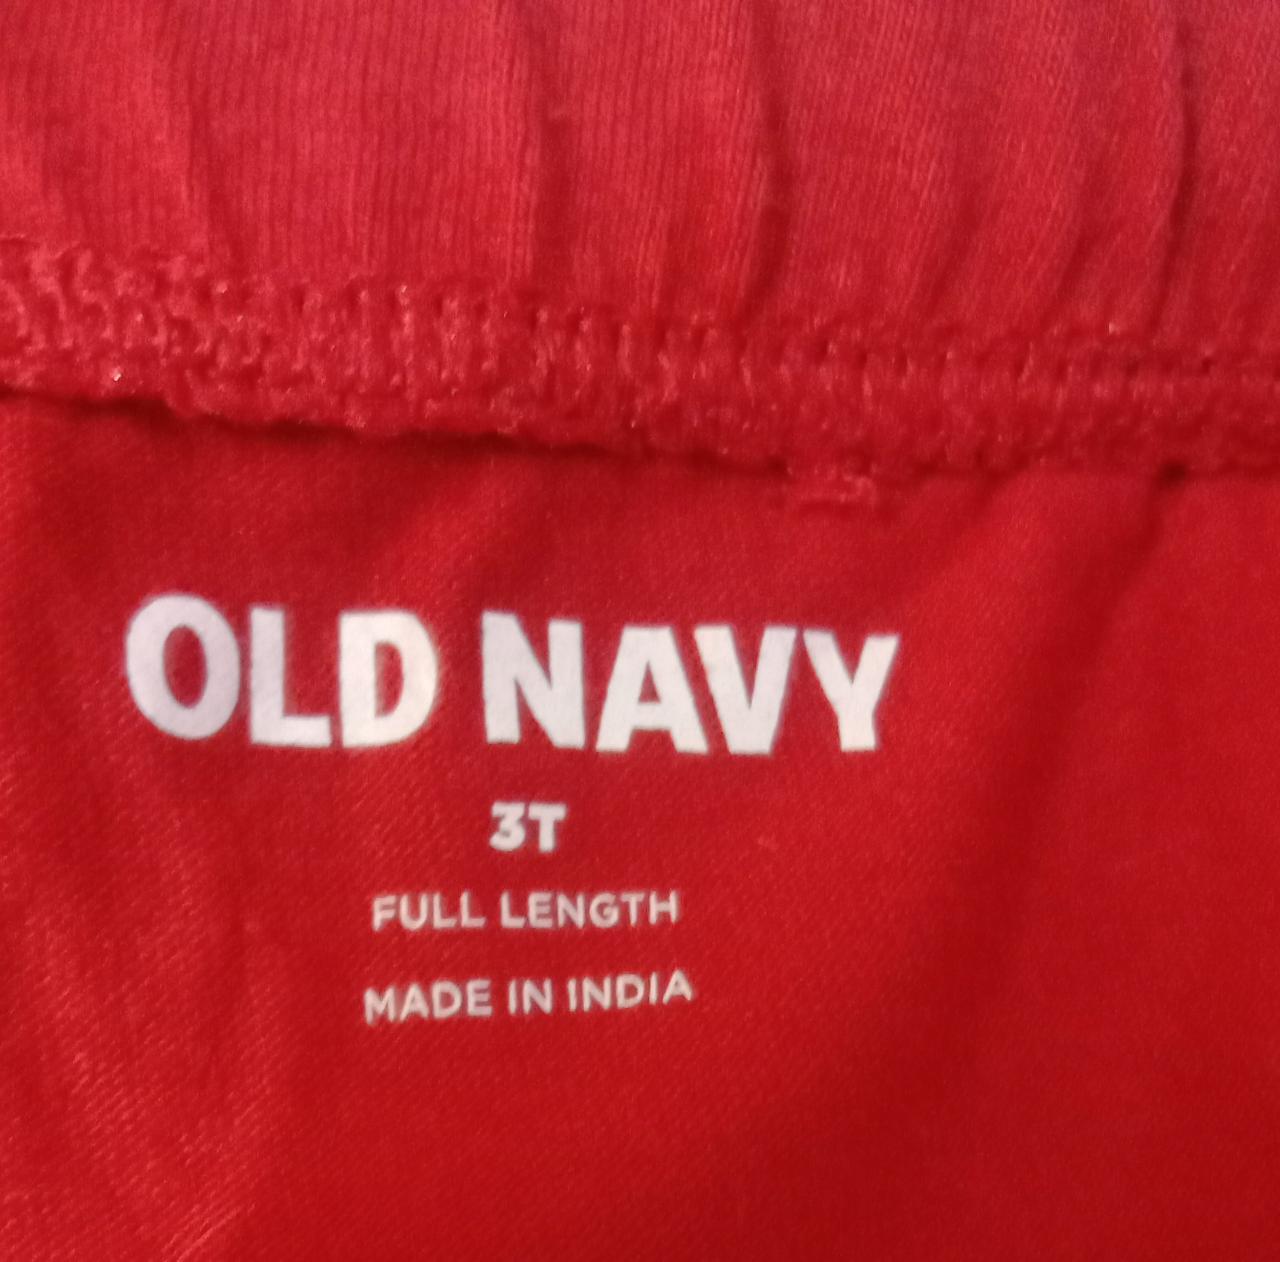 OLD NAVY
3T
FULL LENGTH
MADE IN INDIA